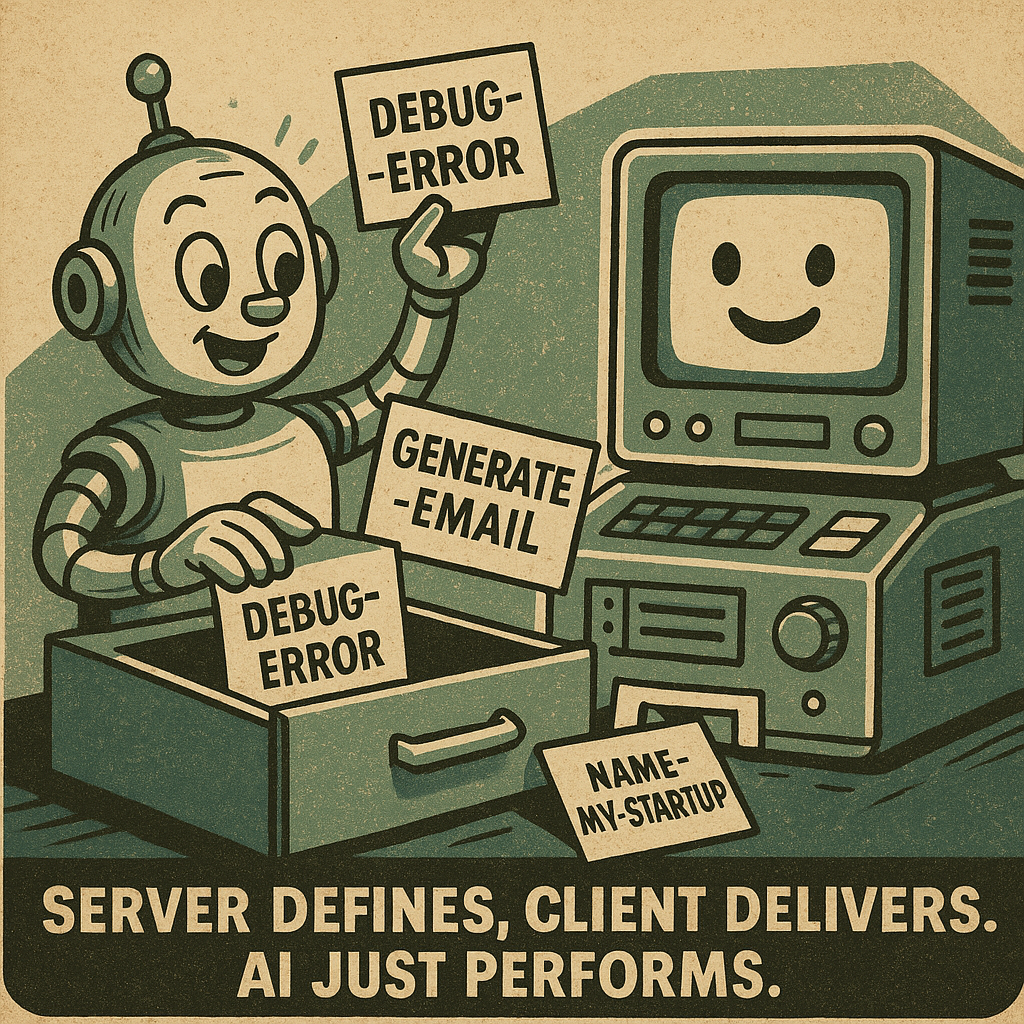 DEBUG-
-ERROR
GENERATE
-EMAIL
DEBUG-
ERROR
NAME-
MY-STARTUP
SERVER DEFINES, CLIENT DELIVERS.
AI JUST PERFORMS.